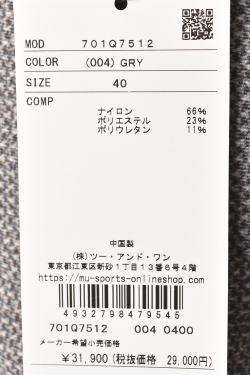 MOD 701Q7512
COLOR (004) GRY
SIZE 40
COMP
ナイロン 66%
ポリエステル 23%
ポリウレタン 11%
中国製
(株)ツー・アンド・ワン
東京都江東区新砂1丁目13番6号4階
https://mu-sports-onlineshop.com/
4932798479545
701Q7512 004 0400
メーカー希望小売価格
￥31,900(税抜価格 29,000円)